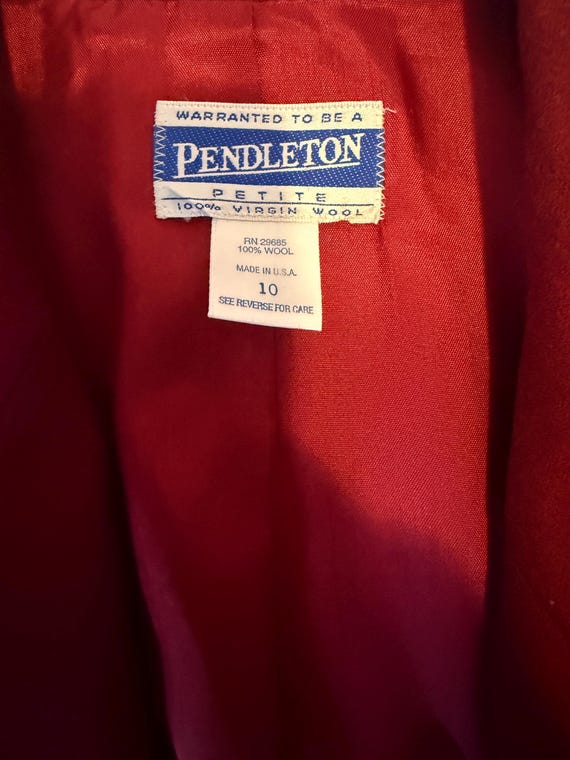 WARRANTED TO BE A
PENDLETON
PETITE
100% VIRGIN WOOL
RN 29685
100% WOOL
MADE IN U.S.A.
10
SEE REVERSE FOR CARE